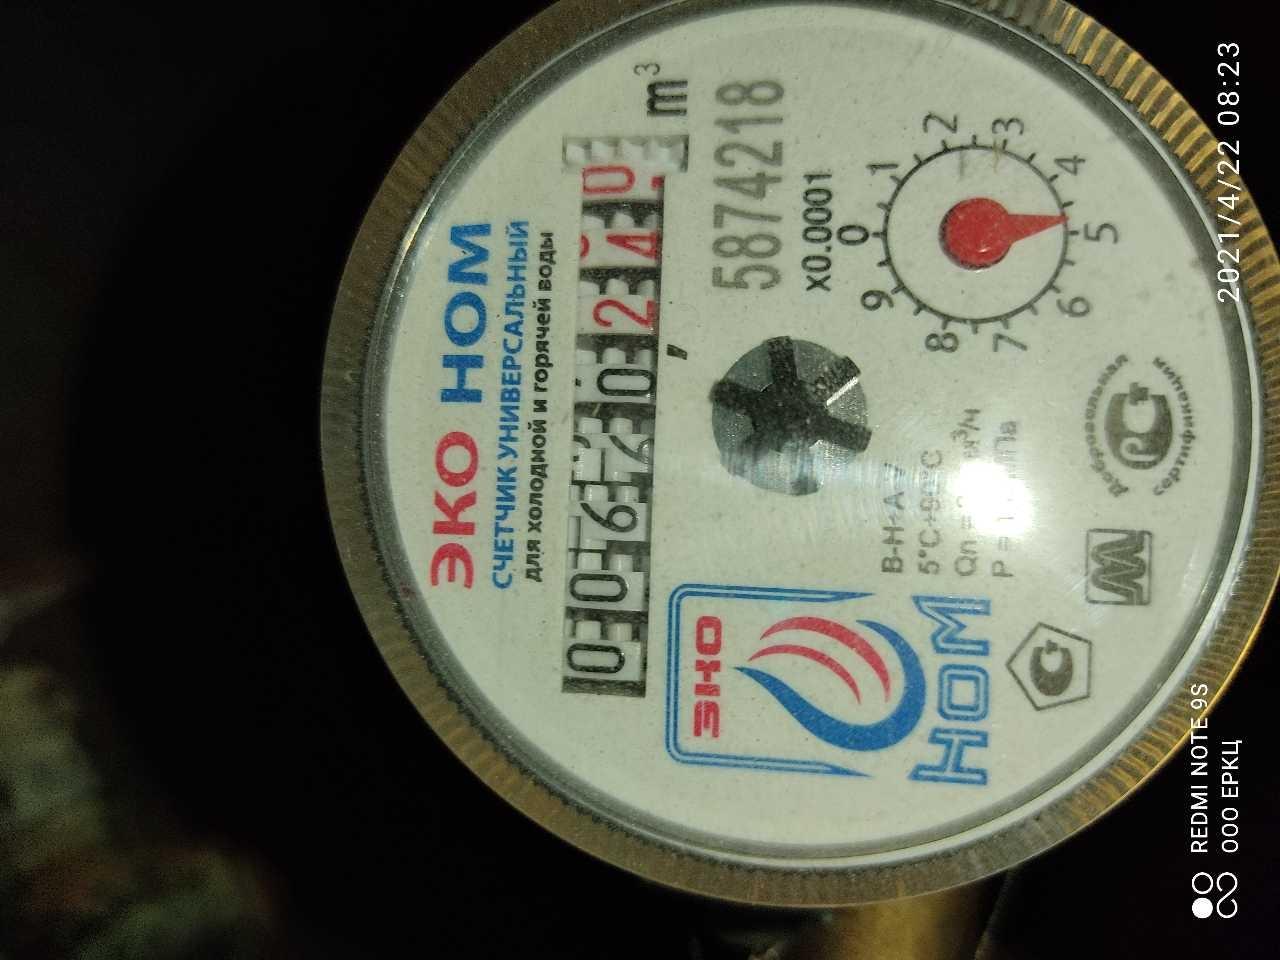 ЭКО НОМ
СЧЕТЧИК УНИВЕРСАЛЬНЫЙ
для холодной и горячей воды
m³
5874218
x0.0001
0 1 2 3 4 5 6 7 8 9
B-H-A
ЭКО
НОМ
Добровольная
сертификация
REDMI NOTE 9S
ООО ЕРКЦ
2021/4/22 08:23